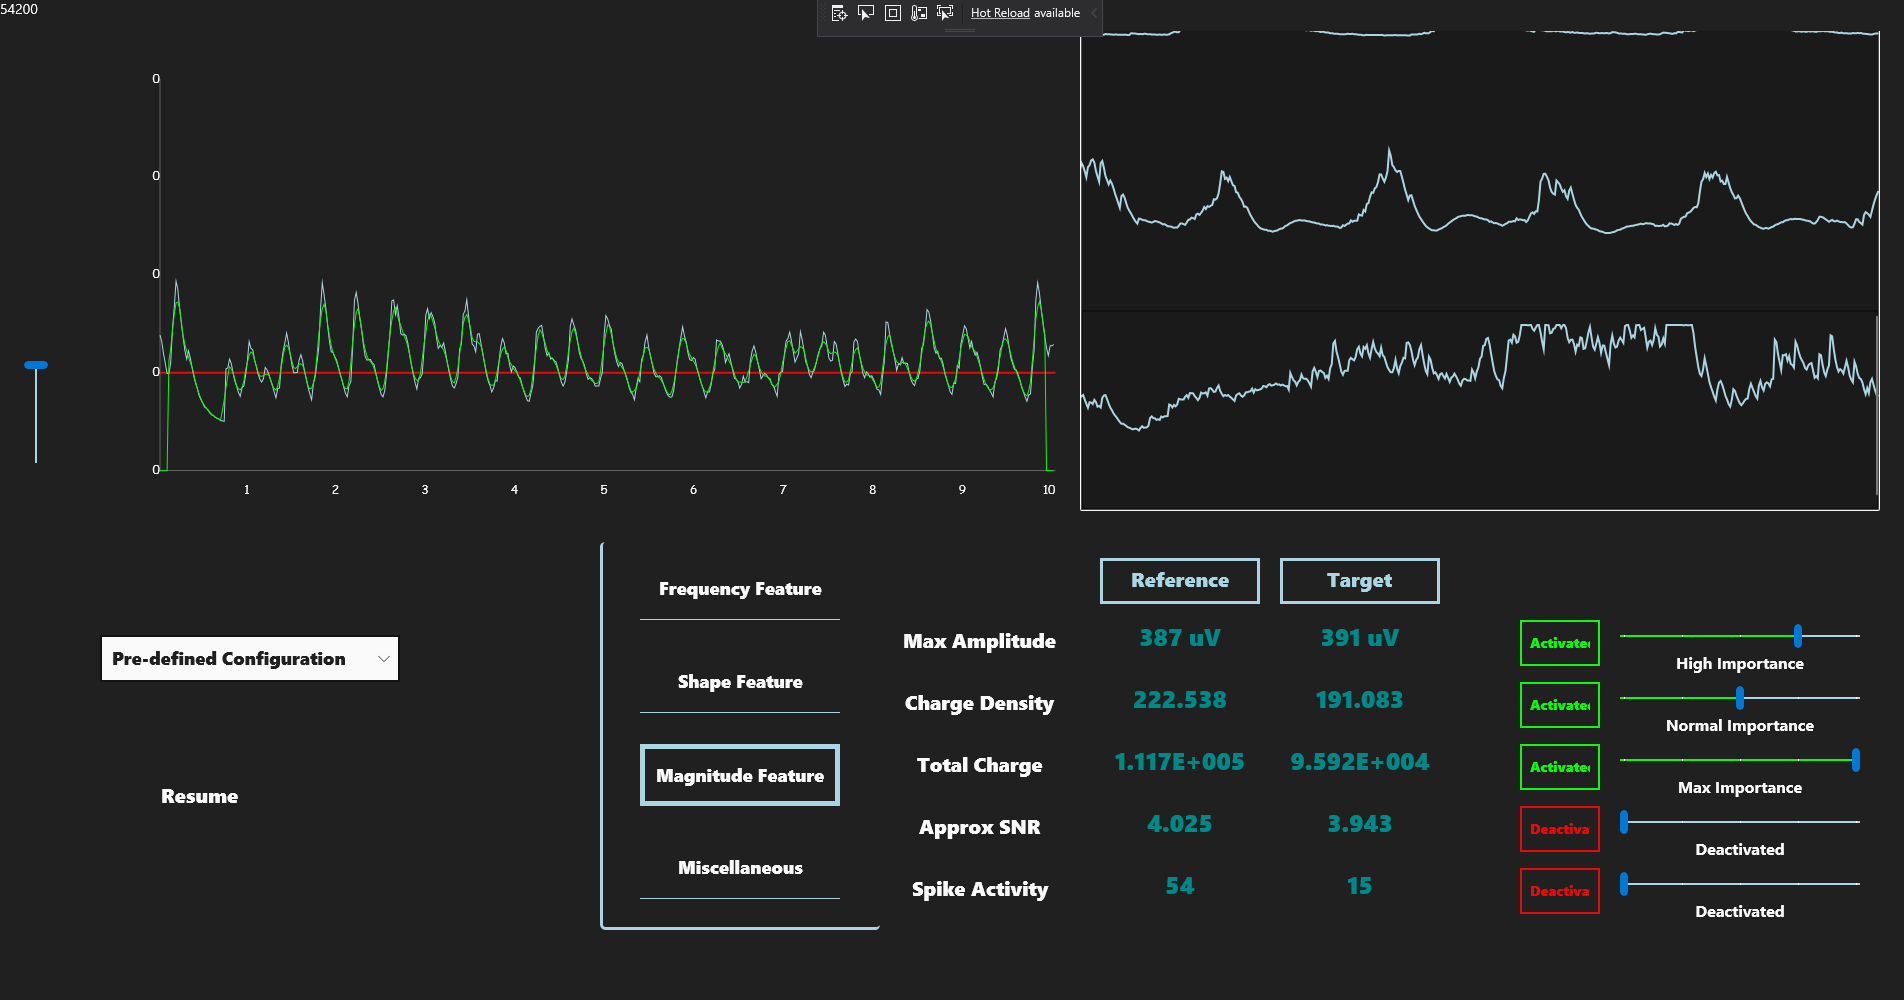 54200
Hot Reload available
0
0
0
0
0
1 2 3 4 5 6 7 8 9 10
Pre-defined Configuration
Resume
Frequency Feature
Shape Feature
Magnitude Feature
Miscellaneous
Reference Target
Max Amplitude 387 uV 391 uV Activate
High Importance
Charge Density 222.538 191.083 Activate
Normal Importance
Total Charge 1.117E+005 9.592E+004 Activate
Max Importance
Approx SNR 4.025 3.943 Deactiva
Deactivated
Spike Activity 54 15 Deactiva
Deactivated